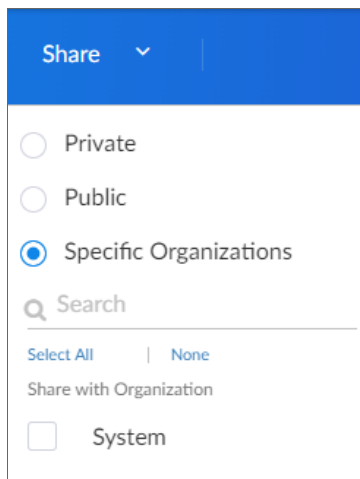 Share
Private
Public
Specific Organizations
Search
Select All | None
Share with Organization
System